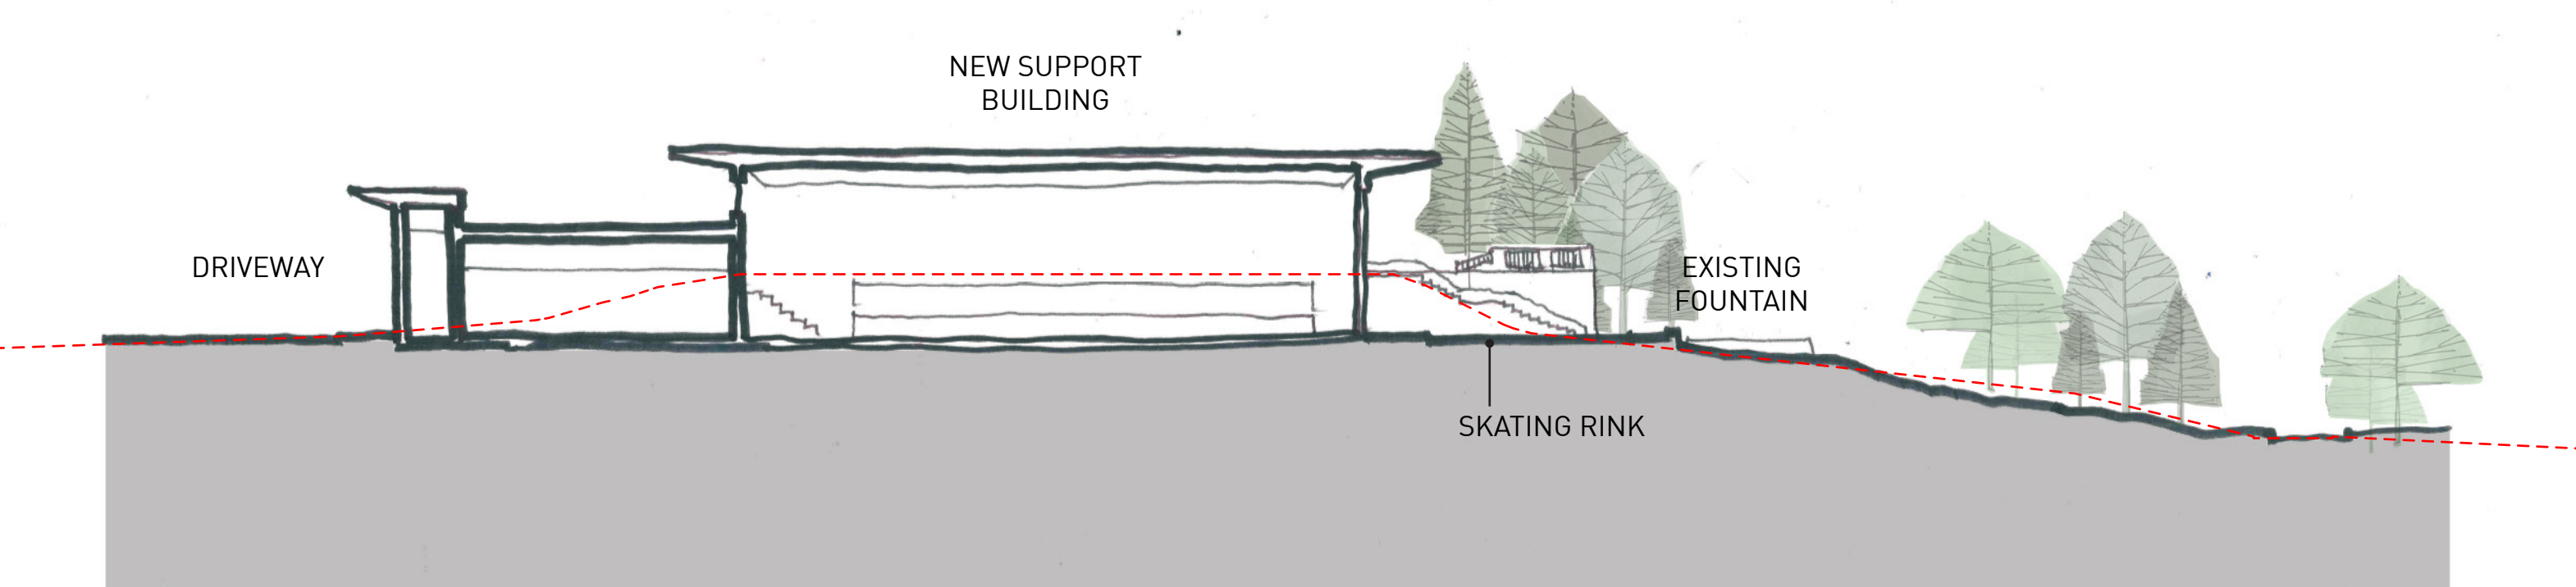 NEW SUPPORT
BUILDING
DRIVEWAY
EXISTING
FOUNTAIN
SKATING RINK